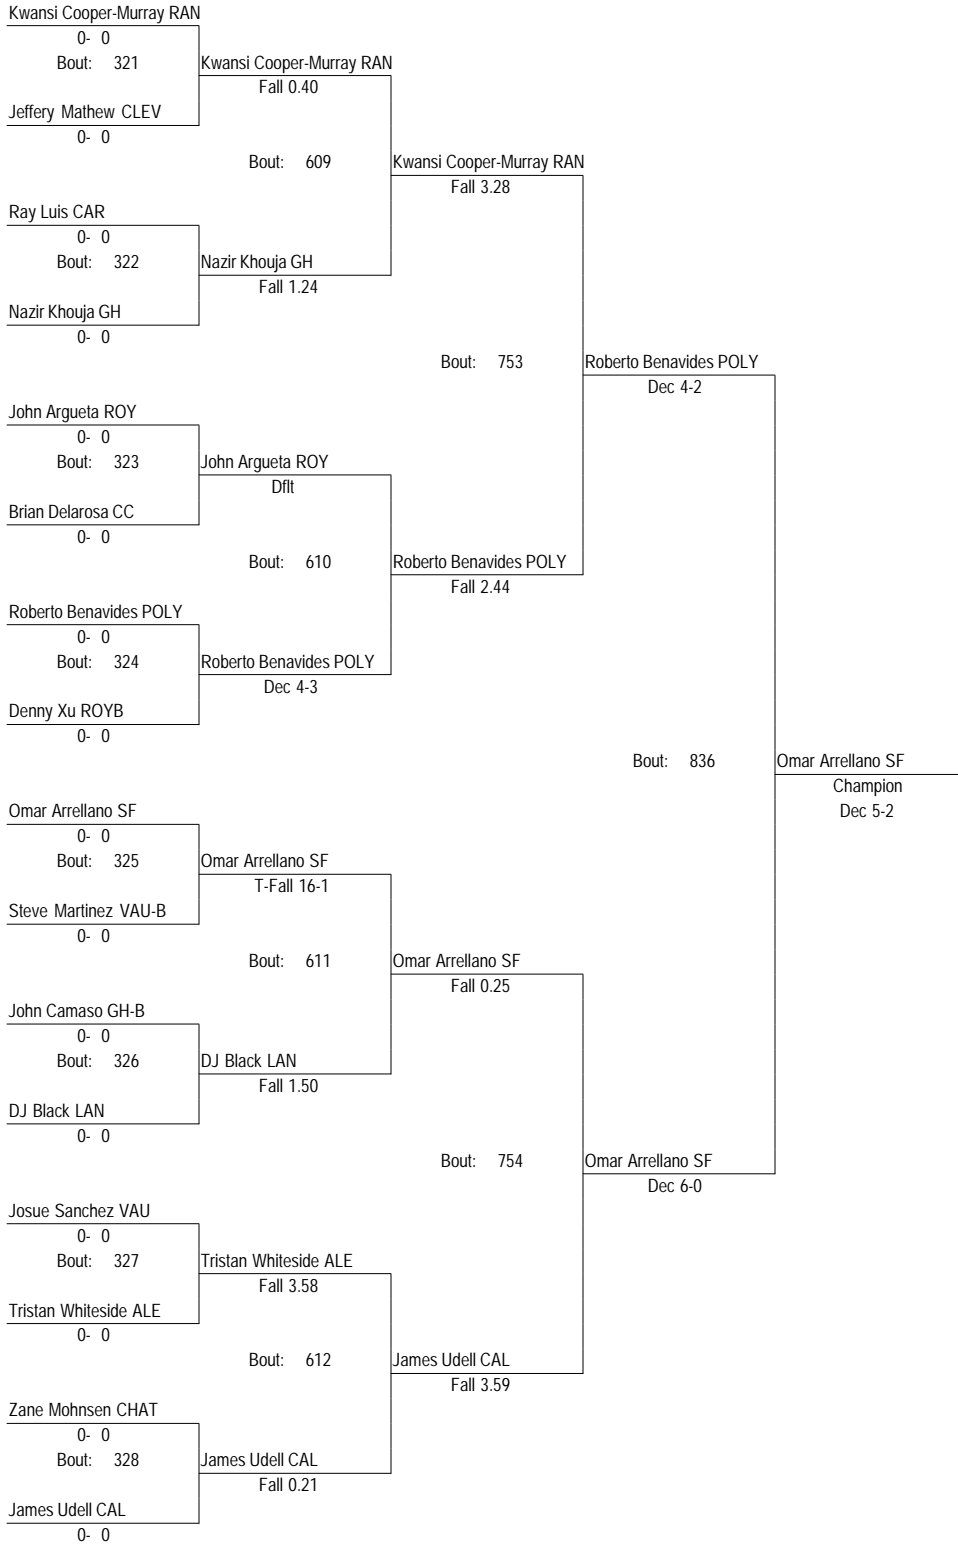 Kwansi Cooper-Murray RAN
0- 0
Bout: 321 Kwansi Cooper-Murray RAN
Fall 0.40
Jeffery Mathew CLEV
0- 0
Bout: 609 Kwansi Cooper-Murray RAN
Fall 3.28
Ray Luis CAR
0- 0
Bout: 322 Nazir Khouja GH
Fall 1.24
Nazir Khouja GH
0- 0
Bout: 753 Roberto Benavides POLY
Dec 4-2
John Argueta ROY
0- 0
Bout: 323 John Argueta ROY
Dflt
Brian Delarosa CC
0- 0
Bout: 610 Roberto Benavides POLY
Fall 2.44
Roberto Benavides POLY
0- 0
Bout: 324 Roberto Benavides POLY
Dec 4-3
Denny Xu ROYB
0- 0
Bout: 836 Omar Arrellano SF
Champion
Dec 5-2
Omar Arrellano SF
0- 0
Bout: 325 Omar Arrellano SF
T-Fall 16-1
Steve Martinez VAU-B
0- 0
Bout: 611 Omar Arrellano SF
Fall 0.25
John Camaso GH-B
0- 0
Bout: 326 DJ Black LAN
Fall 1.50
DJ Black LAN
0- 0
Bout: 754 Omar Arrellano SF
Dec 6-0
Josue Sanchez VAU
0- 0
Bout: 327 Tristan Whiteside ALE
Fall 3.58
Tristan Whiteside ALE
0- 0
Bout: 612 James Udell CAL
Fall 3.59
Zane Mohnsen CHAT
0- 0
Bout: 328 James Udell CAL
Fall 0.21
James Udell CAL
0- 0